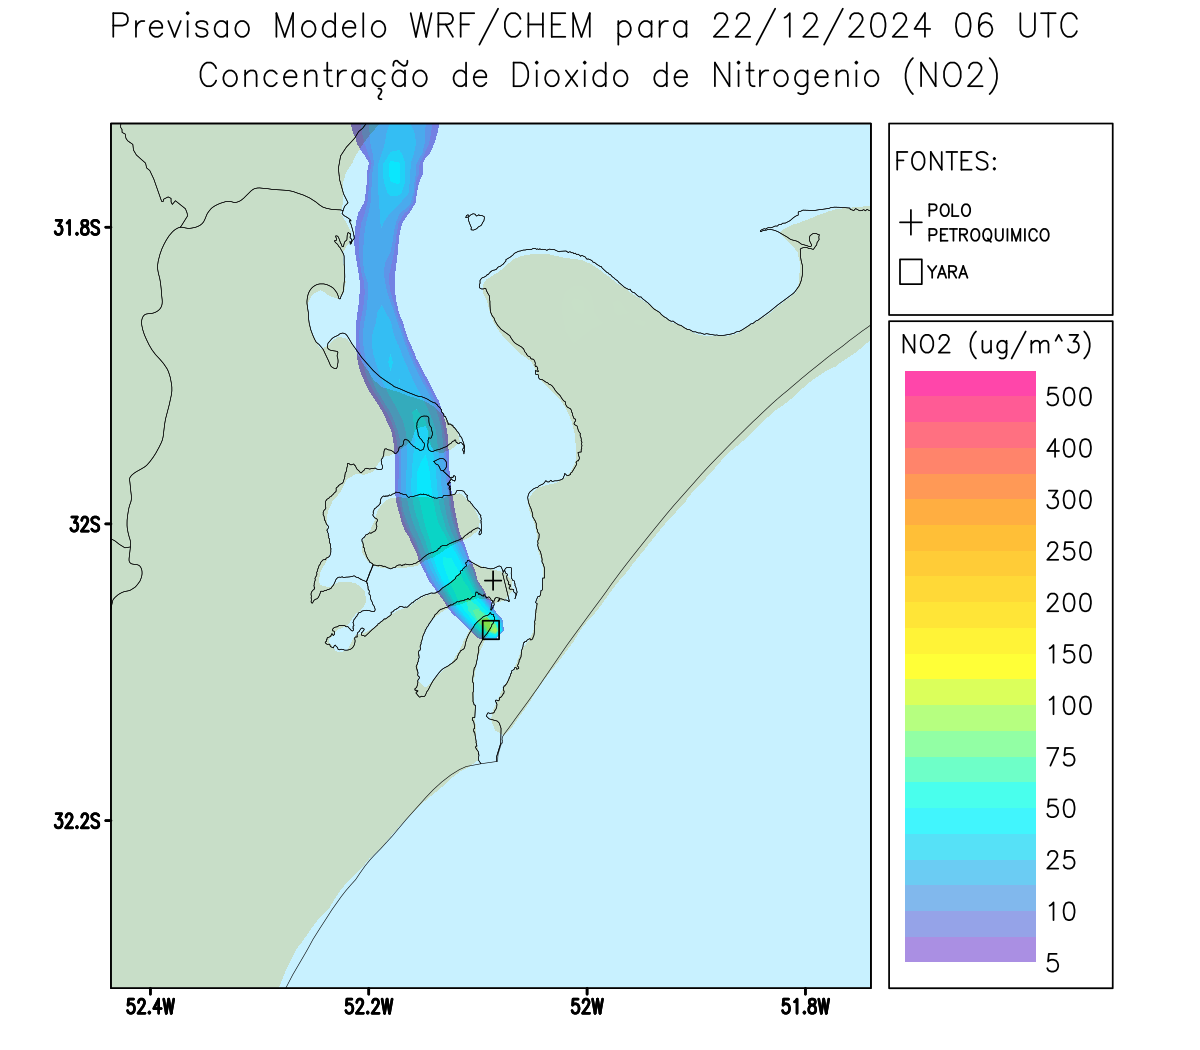 Previsao Modelo WRF/CHEM para 22/12/2024 06 UTC
Concentração de Dioxido de Nitrogenio (NO2)
FONTES:
POLO
PETROQUIMICO
YARA
NO2 (ug/m^3)
500
400
300
250
200
150
100
75
50
25
10
5
31.8S
32S
32.2S
52.4W
52.2W
52W
51.8W